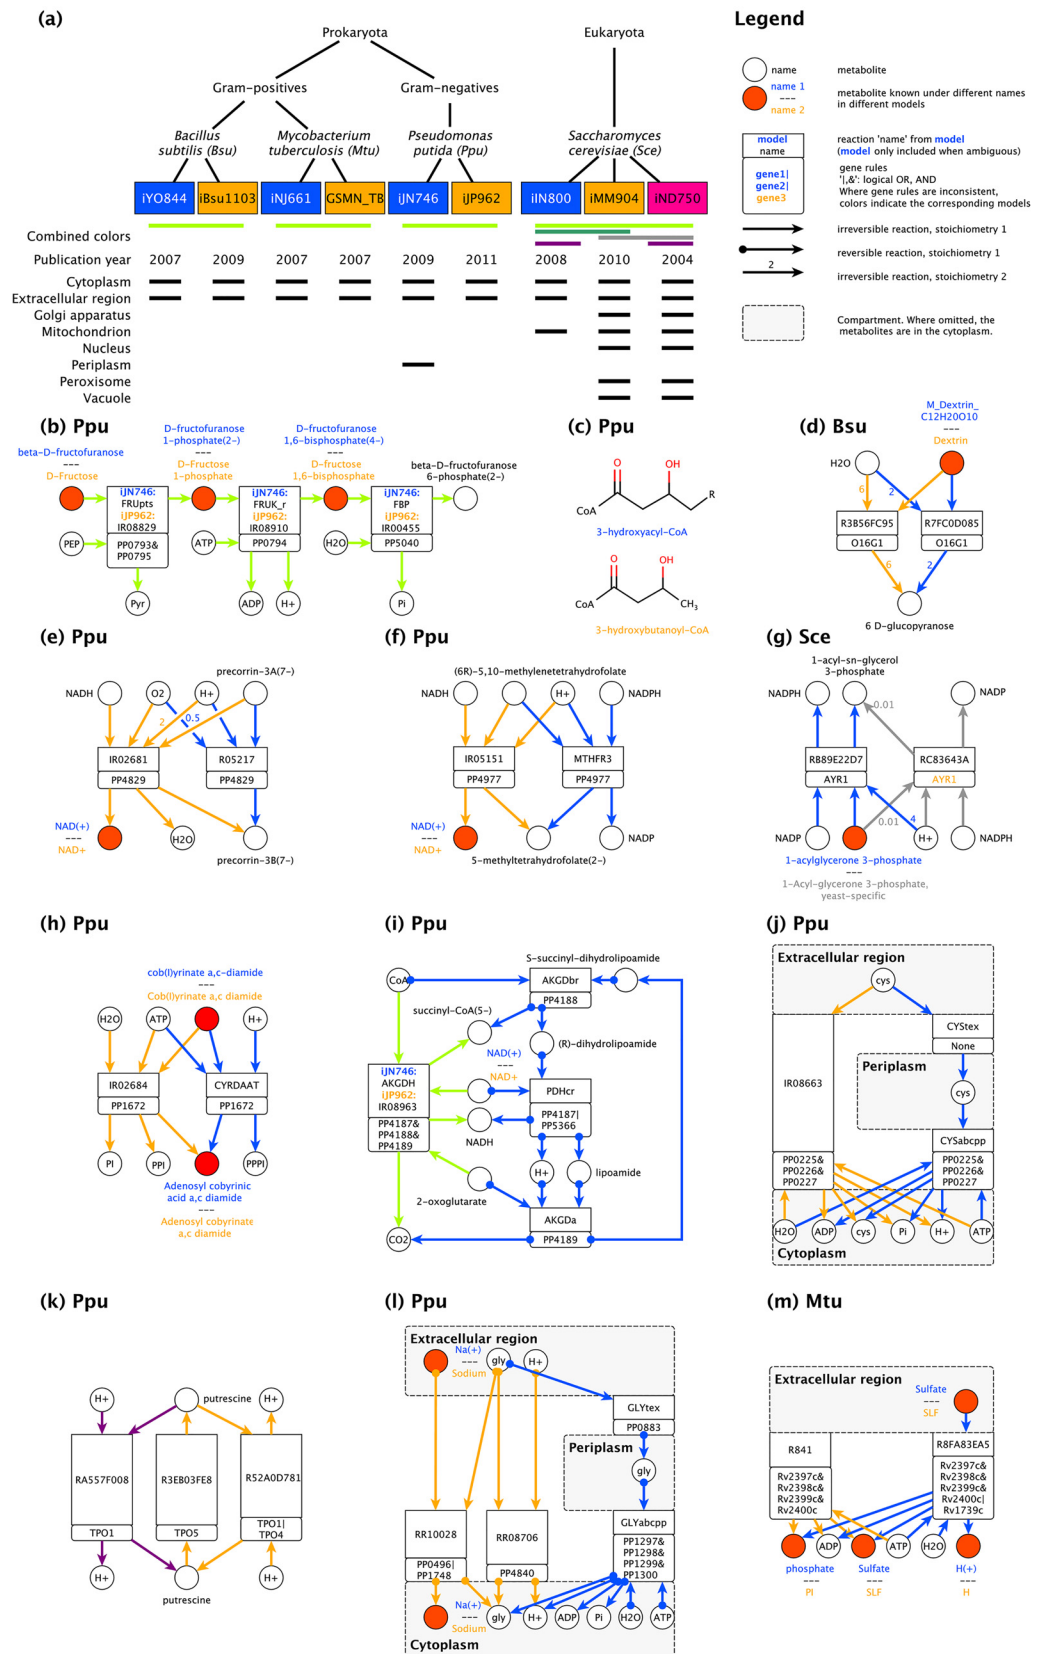 (a)
Prokaryota
Eukaryota
Gram-positives
Gram-negatives
Bacillus
subtilis (Bsu)
Mycobacterium
tuberculosis (Mtu)
Pseudomonas
putida (Ppu)
Saccharomyces
cerevisiae (Sce)
iYO844
iBsu1103
iNJ661
GSMN_TB
iJN746
iJP962
iIN800
iMM904
iND750
Combined colors
Publication year
2007
2009
2007
2007
2009
2011
2008
2010
2004
Cytoplasm
Extracellular region
Golgi apparatus
Mitochondrion
Nucleus
Periplasm
Peroxisome
Vacuole
Legend
name
metabolite
name 1
---
name 2
metabolite known under different names
in different models
model
name
reaction 'name' from model
(model only included when ambiguous)
gene1|
gene2|
gene3
gene rules
'|,&': logical OR, AND
Where gene rules are inconsistent,
colors indicate the corresponding models
irreversible reaction, stoichiometry 1
reversible reaction, stoichiometry 1
2
irreversible reaction, stoichiometry 2
Compartment. Where omitted, the
metabolites are in the cytoplasm.
(b) Ppu
beta-D-fructofuranose
---
D-Fructose
D-fructofuranose
1-phosphate(2-)
---
D-Fructose
1-phosphate
D-fructofuranose
1,6-bisphosphate(4-)
---
D-fructose
1,6-bisphosphate
beta-D-fructofuranose
6-phosphate(2-)
iJN746:
FRUpts
iJP962:
IR08829
PP0793&
PP0795
iJN746:
FRUK_r
iJP962:
IR08910
PP0794
iJN746:
FBF
iJP962:
IR00455
PP5040
PEP
ATP
H2O
Pyr
ADP
H+
Pi
(c) Ppu
O
OH
R
CoA
3-hydroxyacyl-CoA
O
OH
CoA
CH3
3-hydroxybutanoyl-CoA
(d) Bsu
M_Dextrin_
C12H20O10
---
Dextrin
H2O
6
2
R3B56FC95
O16G1
R7FC0D085
O16G1
6
2
6 D-glucopyranose
(e) Ppu
precorrin-3A(7-)
NADH
O2
H+
2
0.5
IR02681
PP4829
R05217
PP4829
NAD(+)
---
NAD+
H2O
precorrin-3B(7-)
(f) Ppu
(6R)-5,10-methylenetetrahydrofolate
NADH
H+
NADPH
IR05151
PP4977
MTHFR3
PP4977
NAD(+)
---
NAD+
NADP
5-methyltetrahydrofolate(2-)
(g) Sce
1-acyl-sn-glycerol
3-phosphate
NADPH
NADP
0.01
RB89E22D7
AYR1
RC83643A
AYR1
0.01
4
NADP
H+
NADPH
1-acylglycerone 3-phosphate
---
1-Acyl-glycerone 3-phosphate,
yeast-specific
(h) Ppu
cob(I)yrinate a,c-diamide
---
Cob(I)yrinate a,c diamide
H2O
ATP
H+
IR02684
PP1672
CYRDAAT
PP1672
PI
PPI
PPPI
Adenosyl cobyrinic
acid a,c diamide
---
Adenosyl cobyrinate
a,c diamide
(i) Ppu
S-succinyl-dihydrolipoamide
CoA
AKGDbr
PP4188
succinyl-CoA(5-)
(R)-dihydrolipoamide
NAD(+)
---
NAD+
iJN746:
AKGDH
iJP962:
IR08963
PP4187&
PP4188&
PP4189
PDHcr
PP4187|
PP5366
NADH
H+
lipoamide
2-oxoglutarate
AKGDa
PP4189
CO2
(j) Ppu
Extracellular region
cys
CYStex
None
IR08663
Periplasm
cys
CYSabcpp
PP0225&
PP0226&
PP0227
PP0225&
PP0226&
PP0227
H2O
ADP
cys
Pi
H+
ATP
Cytoplasm
(k) Ppu
H+
putrescine
H+
RA557F008
TPO1
R3EB03FE8
TPO5
R52A0D781
TPO1|
TPO4
H+
H+
putrescine
(l) Ppu
Extracellular region
Na(+)
---
Sodium
gly
H+
GLYtex
PP0883
Periplasm
gly
RR10028
PP0496|
PP1748
RR08706
PP4840
GLYabcpp
PP1297&
PP1298&
PP1299&
PP1300
Na(+)
---
Sodium
gly
H+
ADP
Pi
H2O
ATP
Cytoplasm
(m) Mtu
Extracellular region
Sulfate
---
SLF
R841
Rv2397c&
Rv2398c&
Rv2399c&
Rv2400c
R8FA83EA5
Rv2397c&
Rv2398c&
Rv2399c&
Rv2400c|
Rv1739c
ADP
ATP
H2O
phosphate
---
PI
Sulfate
---
SLF
H(+)
---
H